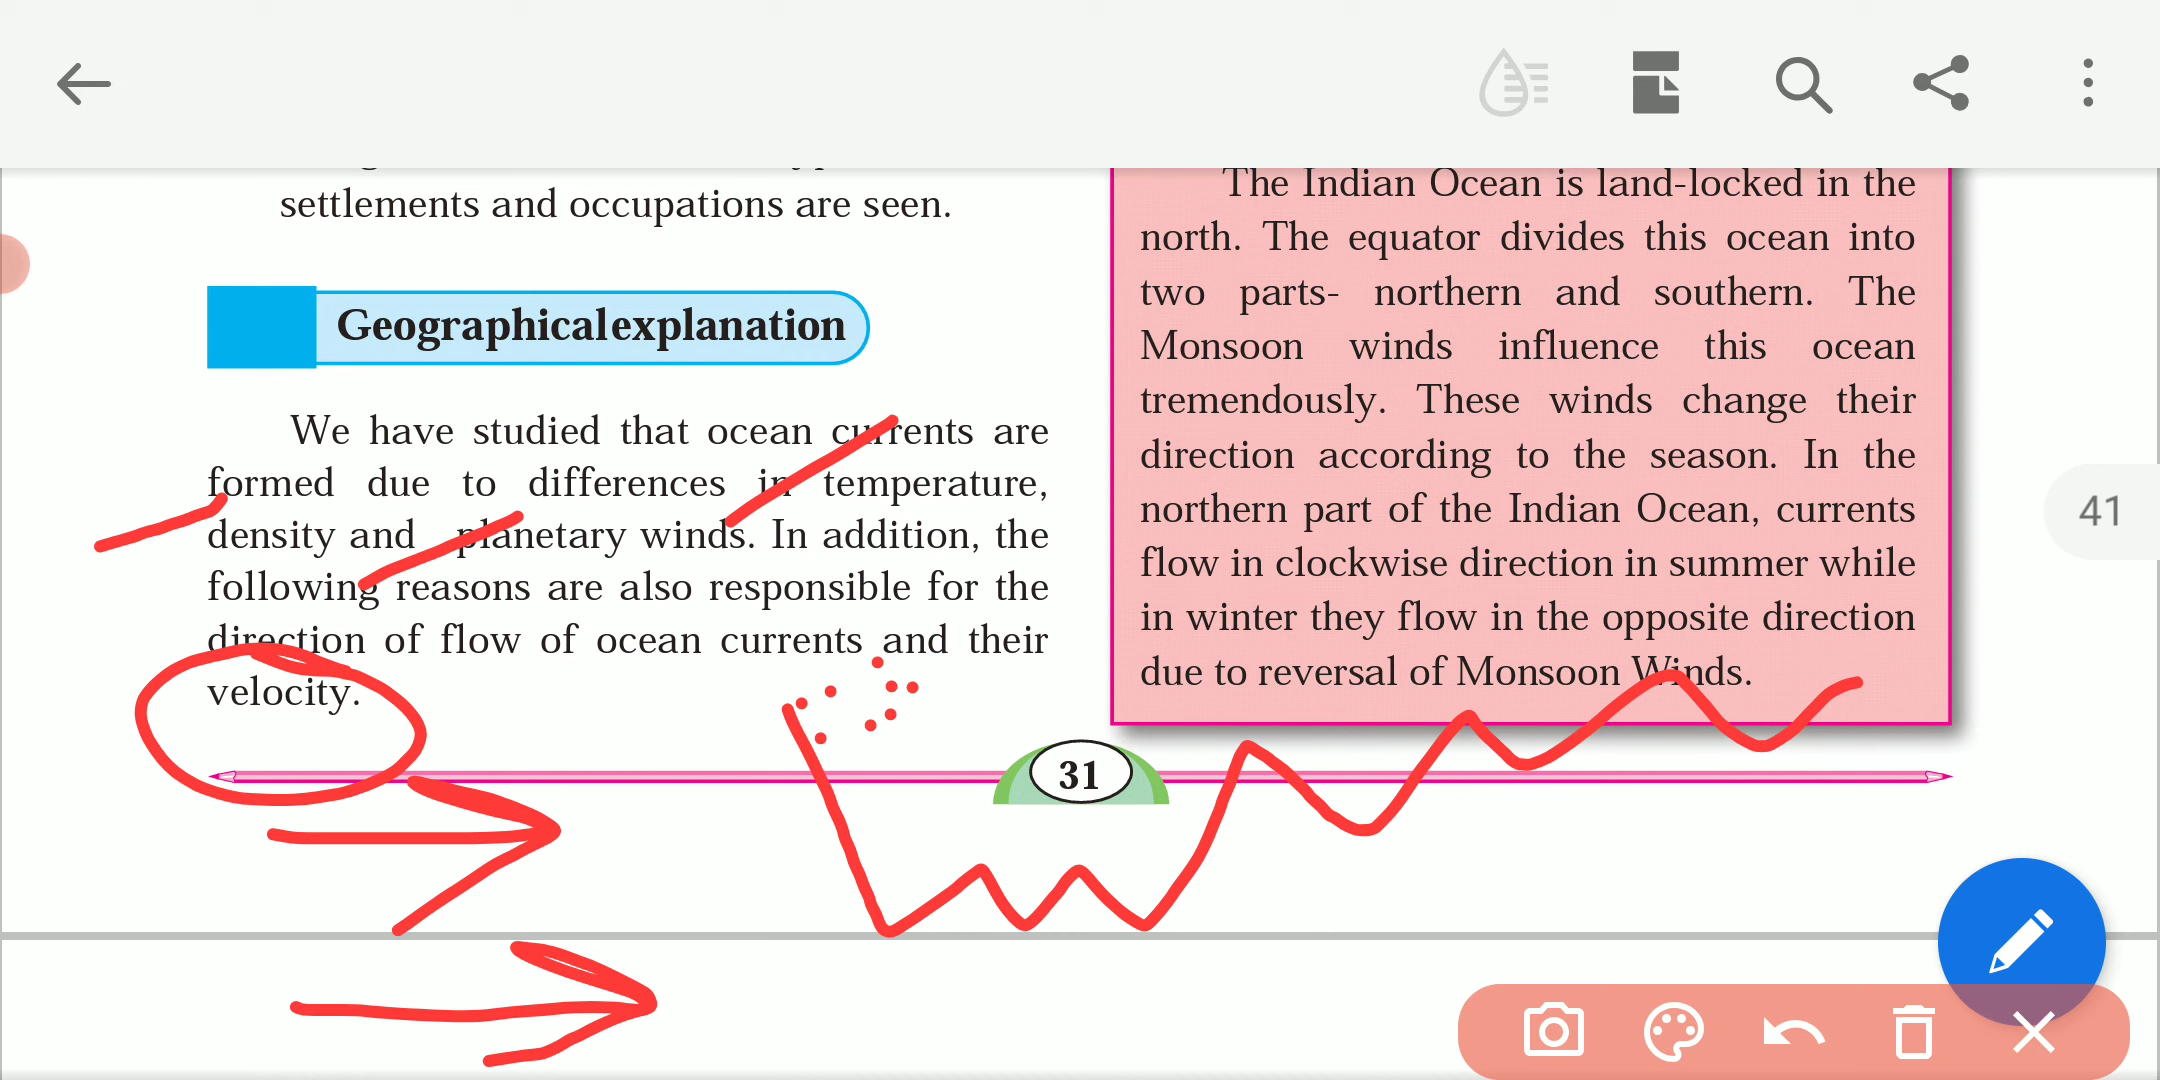 settlements and occupations are seen.
Geographical explanation
We have studied that ocean currents are
formed due to differences in temperature,
density and planetary winds. In addition, the
following reasons are also responsible for the
direction of flow of ocean currents and their
velocity.
The Indian Ocean is land-locked in the
north. The equator divides this ocean into
two parts- northern and southern. The
Monsoon winds influence this ocean
tremendously. These winds change their
direction according to the season. In the
northern part of the Indian Ocean, currents
flow in clockwise direction in summer while
in winter they flow in the opposite direction
due to reversal of Monsoon Winds.
31
41